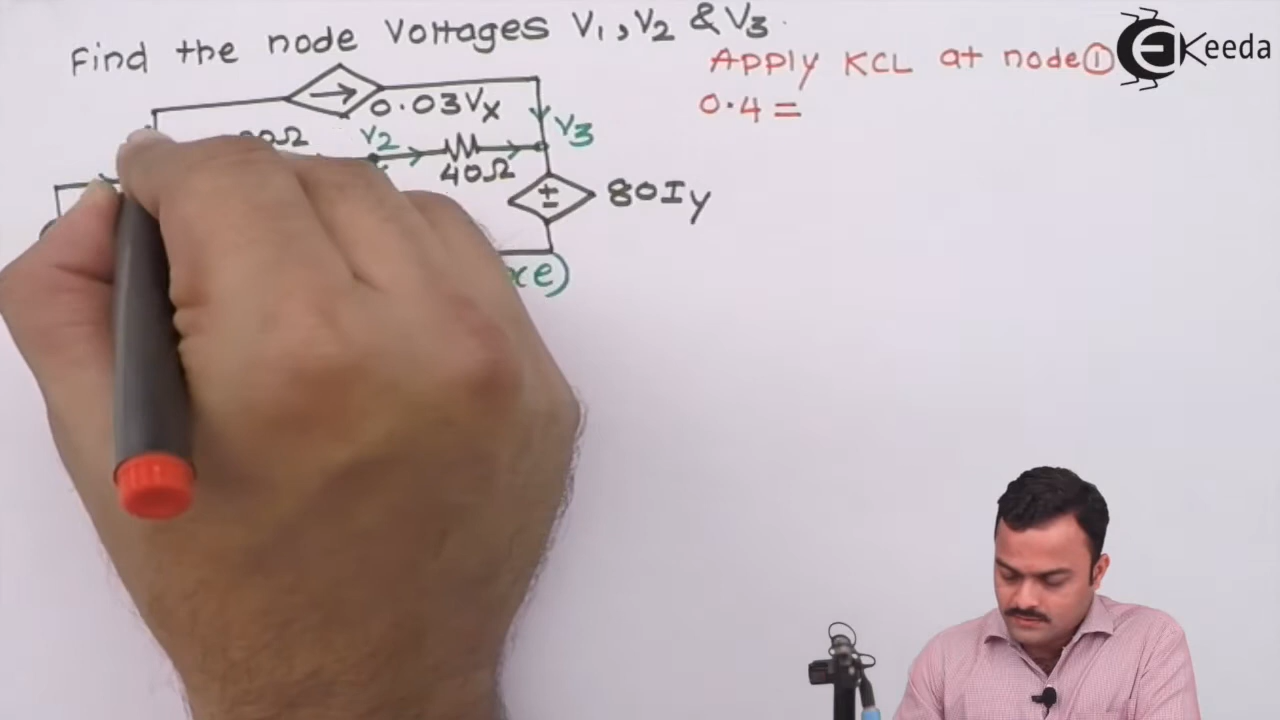 Find the node Voltages V1, V2 & V3.
Apply KCL at node ①
0.4 =
EKeeda
0.03Vx
V2
V3
40Ω
80Iy